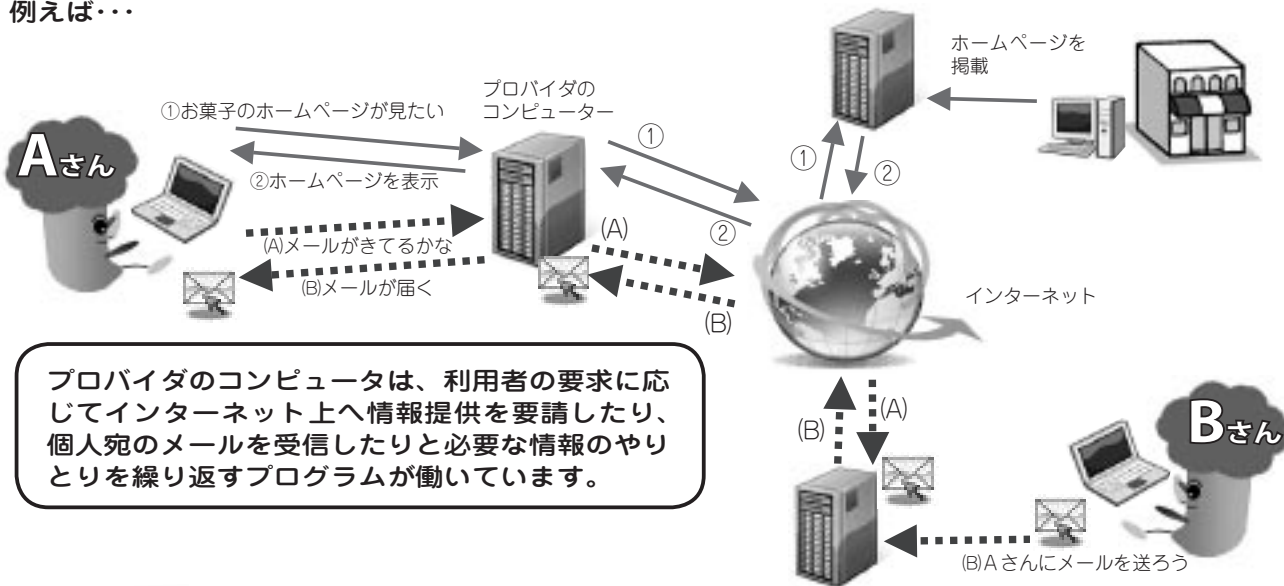 例えば･･･
ホームページを
掲載
プロバイダの
コンピューター
①お菓子のホームページが見たい
②ホームページを表示
Aさん
①
②
①
②
(A)メールがきてるかな
(B)メールが届く
(A)
(B)
インターネット
プロバイダのコンピュータは、利用者の要求に応
じてインターネット上へ情報提供を要請したり、
個人宛のメールを受信したりと必要な情報のやり
とりを繰り返すプログラムが働いています。
(B)
(A)
Bさん
(B)Aさんにメールを送ろう